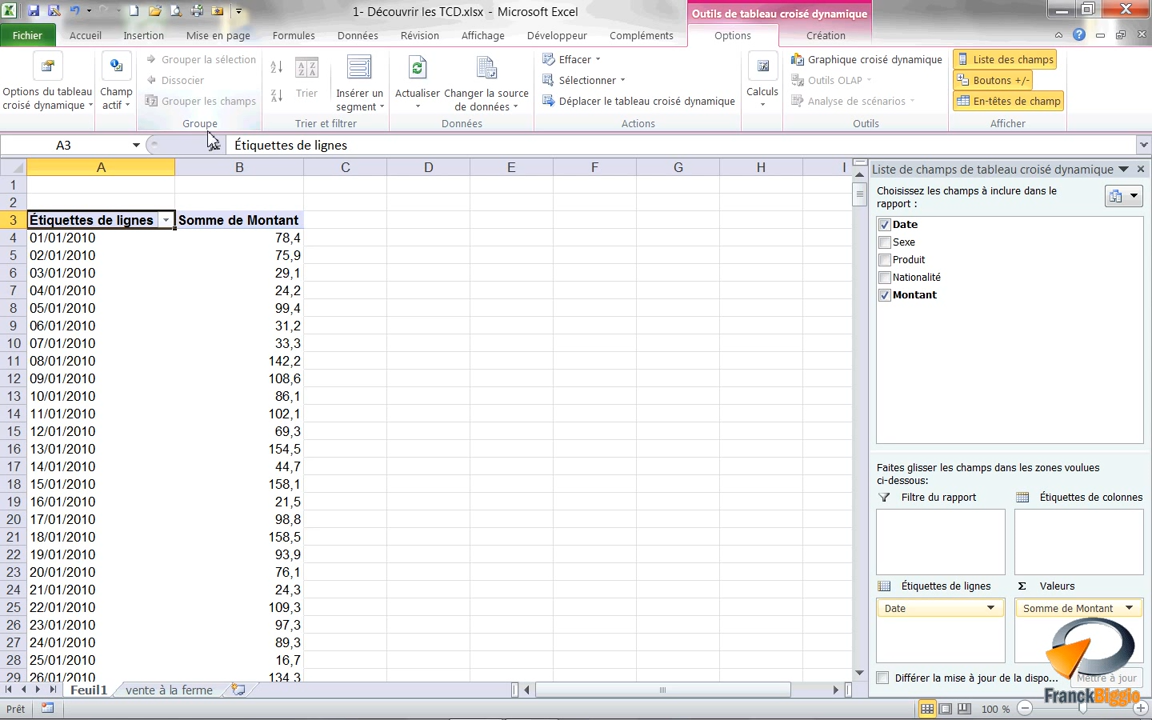 1- Découvrir les TCD.xlsx - Microsoft Excel
Outils de tableau croisé dynamique
Fichier Accueil Insertion Mise en page Formules Données Révision Affichage Développeur Compléments Options Création
Options du tableau croisé dynamique
Champ actif
Grouper la sélection
Dissocier
Grouper les champs
Groupe
Trier
Insérer un segment
Trier et filtrer
Actualiser
Changer la source de données
Données
Effacer
Sélectionner
Déplacer le tableau croisé dynamique
Actions
Calculs
Graphique croisé dynamique
Outils OLAP
Analyse de scénarios
Outils
Liste des champs
Boutons +/-
En-têtes de champ
Afficher
A3 Étiquettes de lignes
A B C D E F G H I
1
2
3 Étiquettes de lignes Somme de Montant
4 01/01/2010 78,4
5 02/01/2010 75,9
6 03/01/2010 29,1
7 04/01/2010 24,2
8 05/01/2010 99,4
9 06/01/2010 31,2
10 07/01/2010 33,3
11 08/01/2010 142,2
12 09/01/2010 108,6
13 10/01/2010 86,1
14 11/01/2010 102,1
15 12/01/2010 69,3
16 13/01/2010 154,5
17 14/01/2010 44,7
18 15/01/2010 158,1
19 16/01/2010 21,5
20 17/01/2010 98,8
21 18/01/2010 158,5
22 19/01/2010 93,9
23 20/01/2010 76,1
24 21/01/2010 24,3
25 22/01/2010 109,3
26 23/01/2010 97,3
27 24/01/2010 89,3
28 25/01/2010 16,7
29 26/01/2010 134,3
Liste de champs de tableau croisé dynamique
Choisissez les champs à inclure dans le
rapport :
Date
Sexe
Produit
Nationalité
Montant
Faites glisser les champs dans les zones voulues
ci-dessous:
Filtre du rapport Étiquettes de colonnes
Étiquettes de lignes Σ Valeurs
Date Somme de Montant
Différer la mise à jour de la dispo... Mettre à jour
FranckBiggio
Feuil1 vente à la ferme
Prêt 100 %